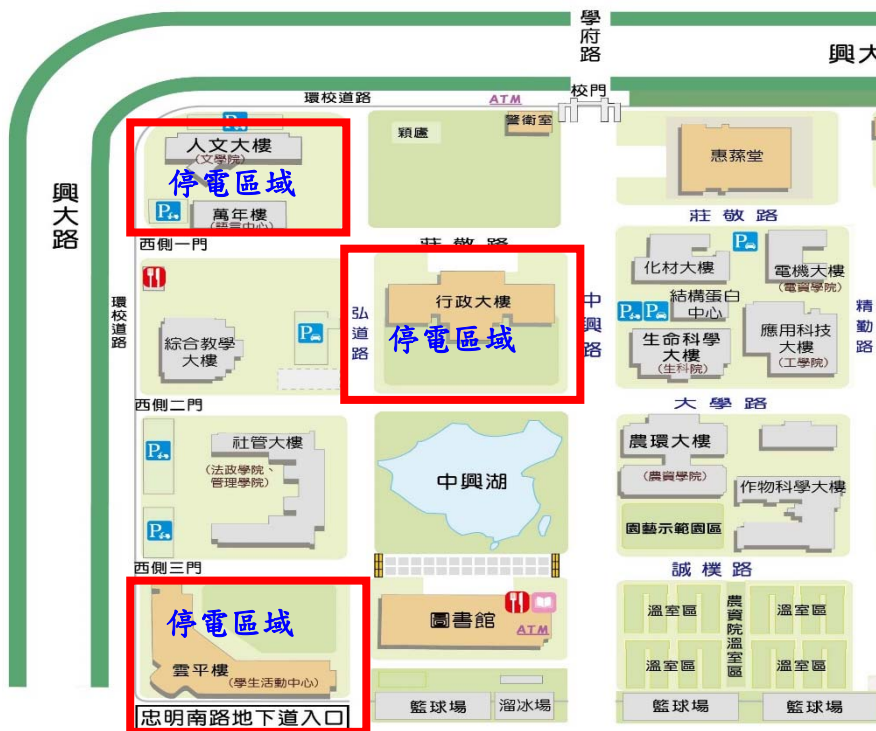 學府路
興大
校門
環校道路
ATM
警衛室
穎廬
人文大樓
(文學院)
停電區域
萬年樓
(語言中心)
惠蓀堂
興大路
莊敬路
西側一門
莊敬路
化材大樓
電機大樓
(電資學院)
結構蛋白
中心
行政大樓
停電區域
弘道路
中興路
環校道路
綜合教學
大樓
生命科學
大樓
(生科院)
應用科技
大樓
(工學院)
精勤路
西側二門
大學路
社管大樓
(法政學院、
管理學院)
中興湖
農環大樓
(農資學院)
作物科學大樓
園藝示範園區
西側三門
誠樸路
停電區域
雲平樓
(學生活動中心)
圖書館
ATM
溫室區
農資院溫室區
溫室區
溫室區
溫室區
忠明南路地下道入口
籃球場
溜冰場
籃球場
籃球場
P
P
P
P
P
P
P
P